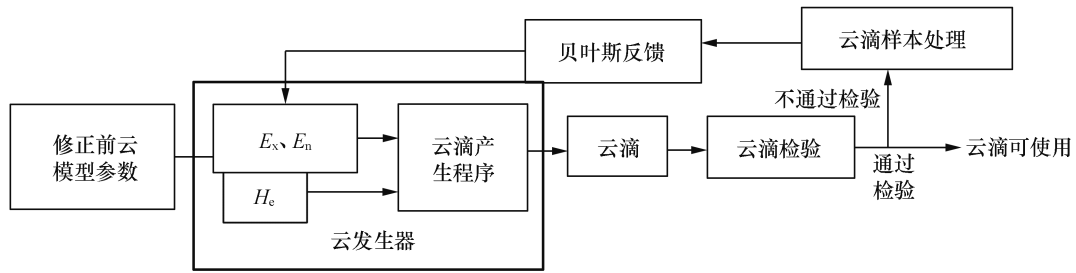 云滴样本处理
贝叶斯反馈
不通过检验
修正前云
模型参数
Ex、En
He
云滴产
生程序
云发生器
云滴
云滴检验
云滴可使用
通过
检验